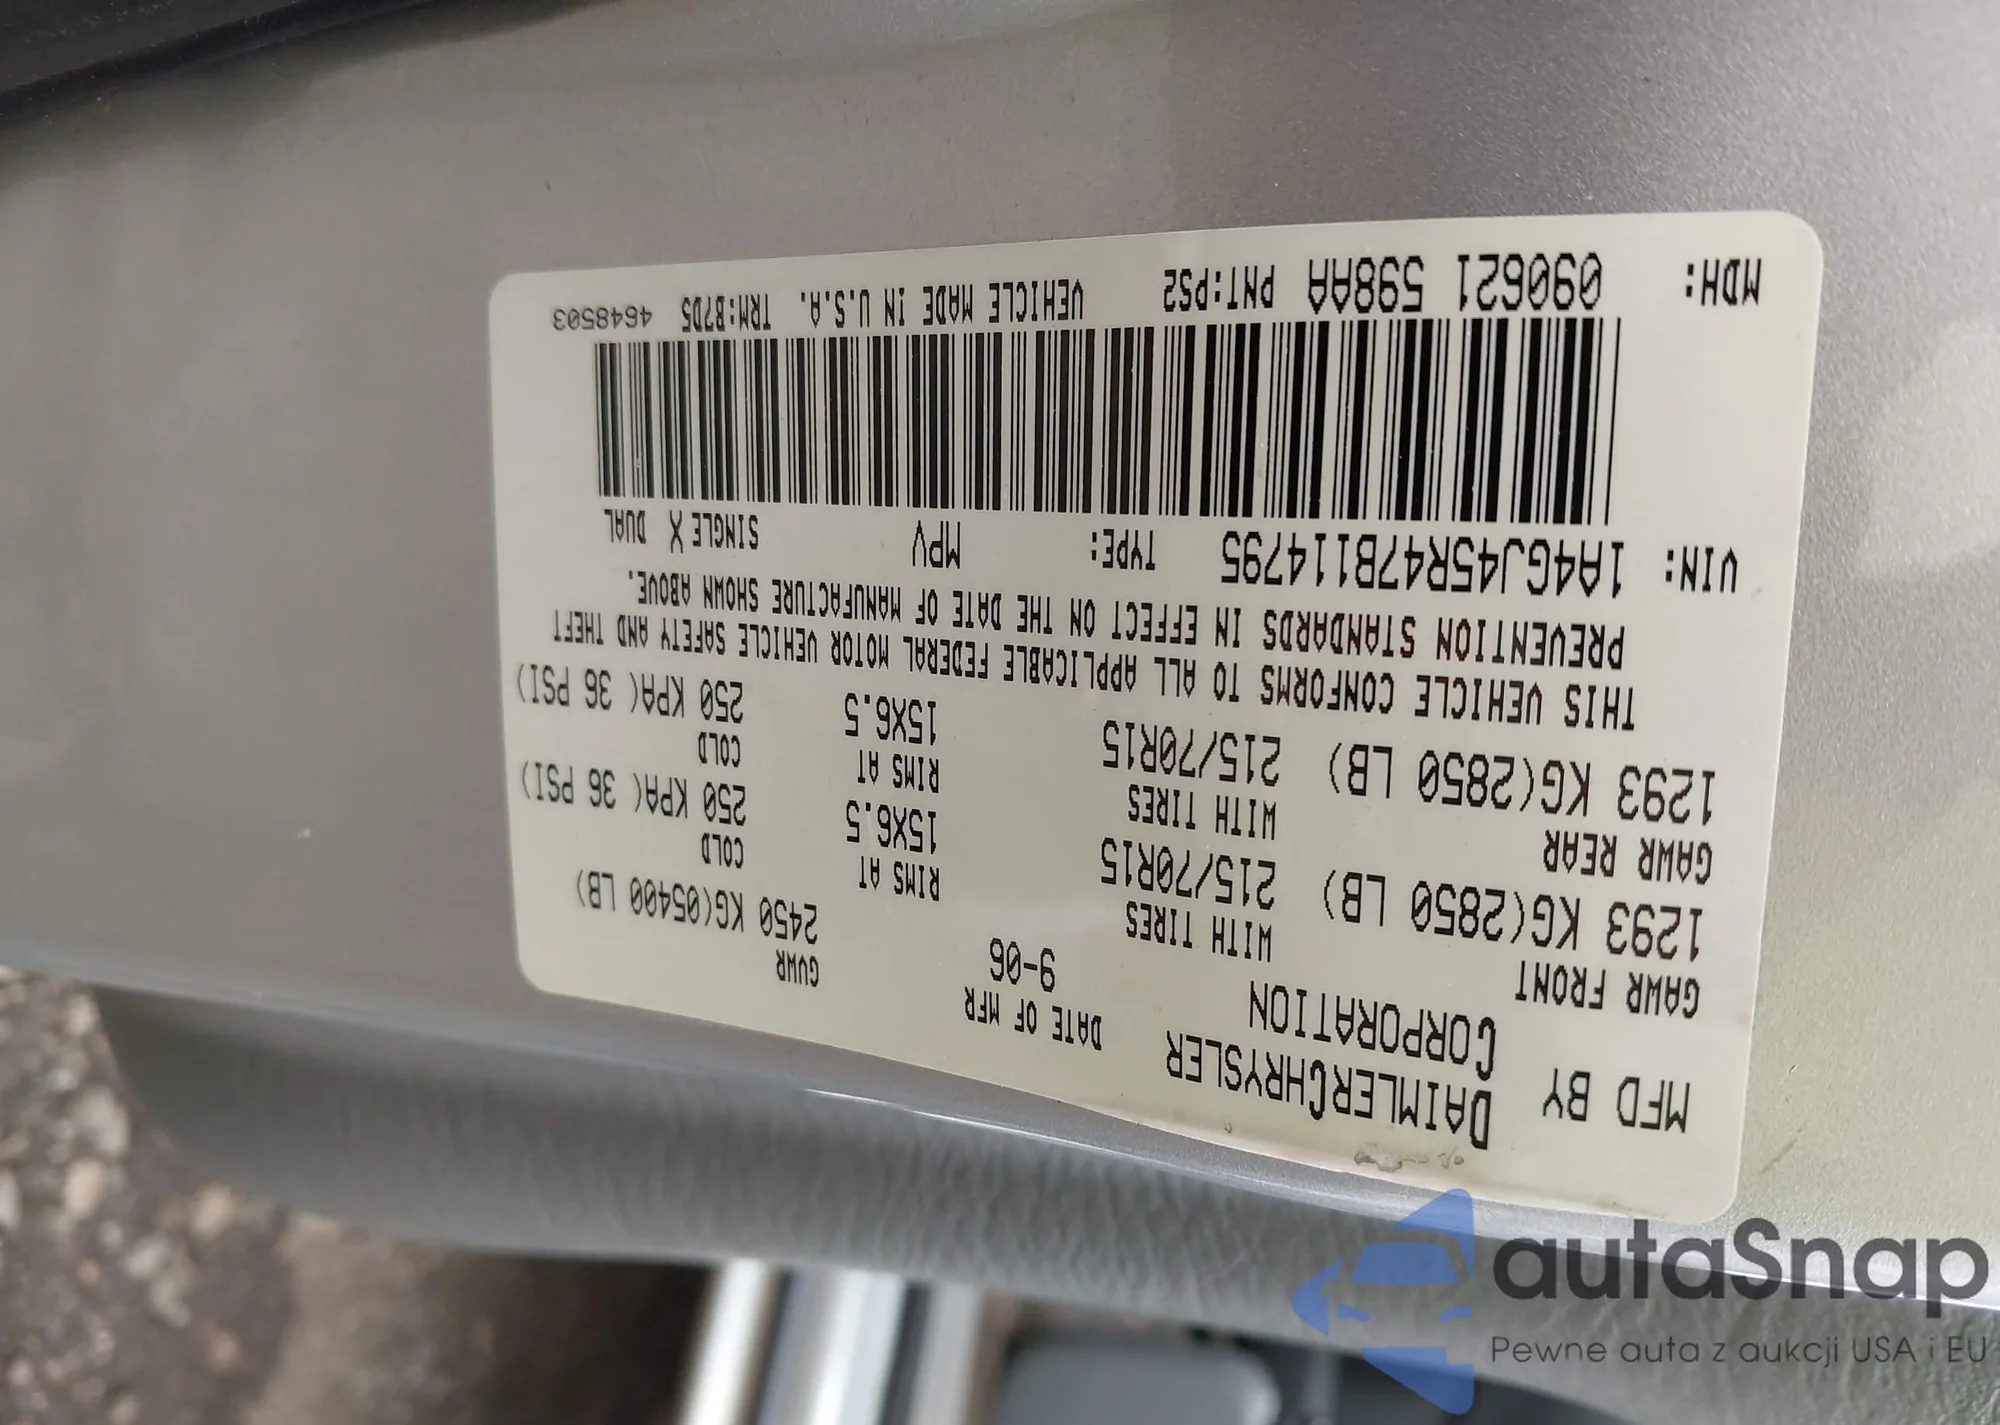 MFD BY DAIMLERCHRYSLER CORPORATION
DATE OF MFR 9-06
GVWR 2450 KG(05400 LB)
GAWR FRONT
1293 KG(2850 LB)
WITH TIRES
215/70R15
RIMS AT
15X6.5
COLD
250 KPA( 36 PSI)
GAWR REAR
1293 KG(2850 LB)
WITH TIRES
215/70R15
RIMS AT
15X6.5
COLD
250 KPA( 36 PSI)
THIS VEHICLE CONFORMS TO ALL APPLICABLE FEDERAL MOTOR VEHICLE SAFETY AND THEFT
PREVENTION STANDARDS IN EFFECT ON THE DATE OF MANUFACTURE SHOWN ABOVE.
VIN: 1A4GJ45R47B114795 TYPE: MPV SINGLE X DUAL
MDH: 090621 598AA PNT:PS2 VEHICLE MADE IN U.S.A. TRM:B7D5 4648503
autaSnap
Pewne auta z aukcji USA i EU